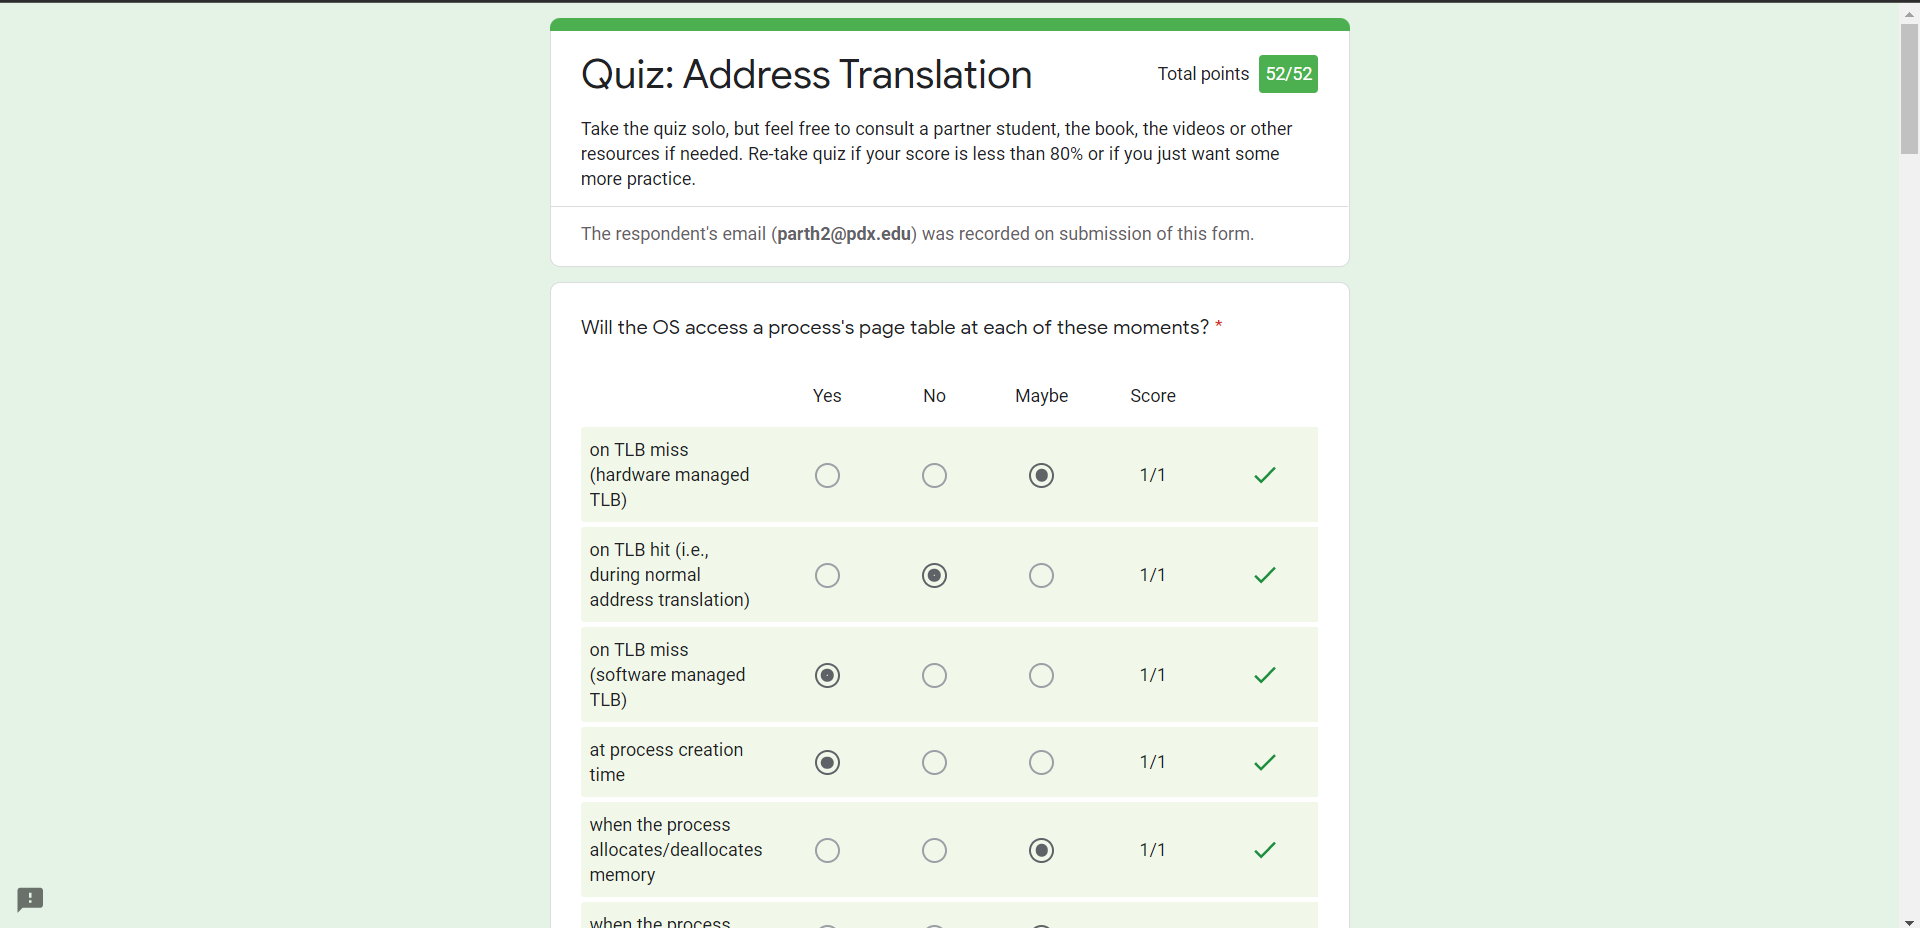 Quiz: Address Translation
Total points 52/52
Take the quiz solo, but feel free to consult a partner student, the book, the videos or other
resources if needed. Re-take quiz if your score is less than 80% or if you just want some
more practice.
The respondent's email (parth2@pdx.edu) was recorded on submission of this form.
Will the OS access a process's page table at each of these moments? *
Yes No Maybe Score
on TLB miss
(hardware managed
TLB)
1/1
on TLB hit (i.e.,
during normal
address translation)
1/1
on TLB miss
(software managed
TLB)
1/1
at process creation
time
1/1
when the process
allocates/deallocates
memory
1/1
when the process